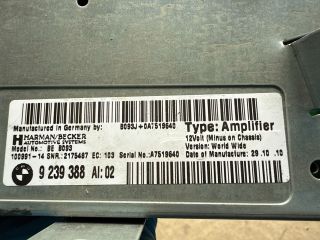 Manufactured in Germany by: B093J+0A7519640 Type: Amplifier
HARMAN/BECKER 12Volt (Minus on Chassis)
AUTOMOTIVE SYSTEMS Version: World Wide
Model No.: BE 8093 Date of Manufacture: 29 .10 .10
100991-14 SNR.:2175467 EC: 103 Serial No.:A7519640
9 239 388 AI: 02